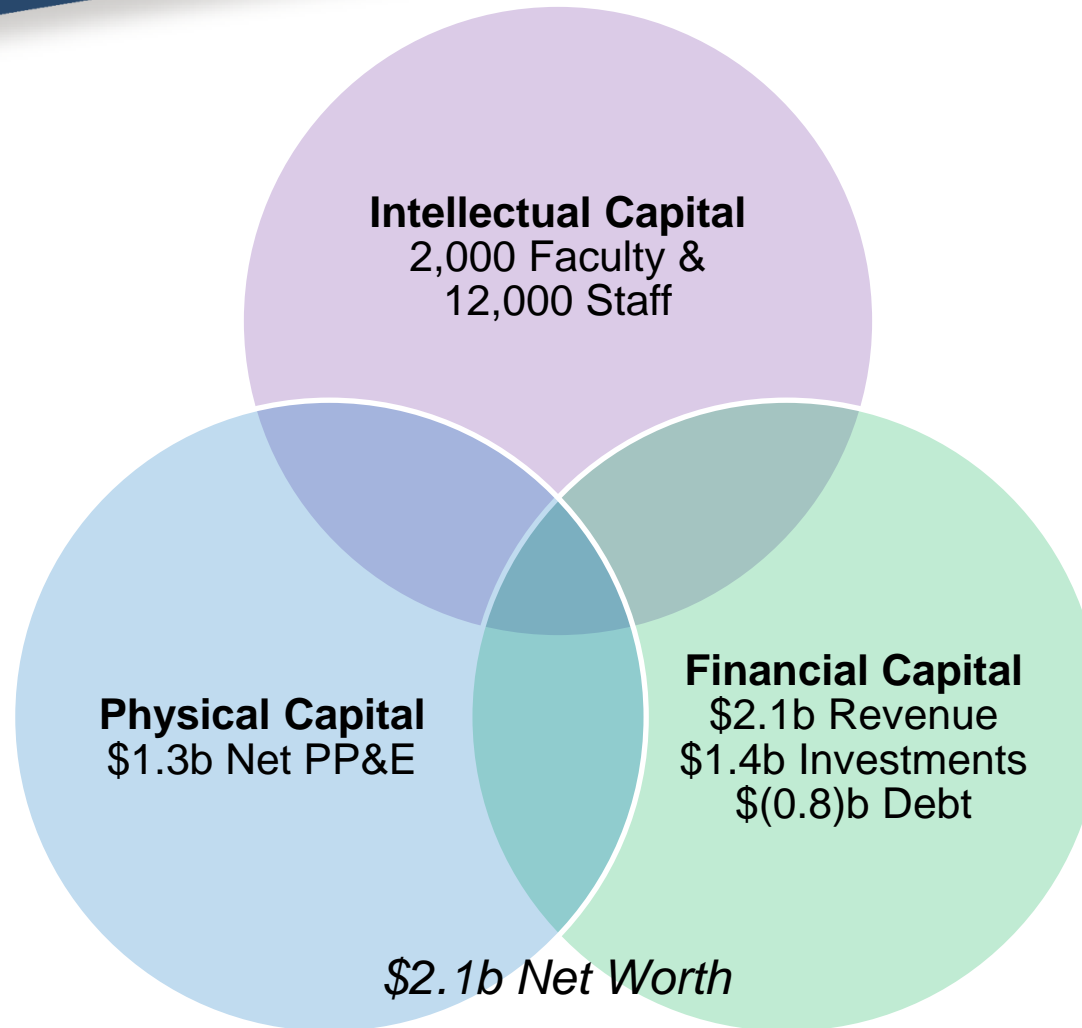 Intellectual Capital
2,000 Faculty &
12,000 Staff
Physical Capital
$1.3b Net PP&E
Financial Capital
$2.1b Revenue
$1.4b Investments
$(0.8)b Debt
$2.1b Net Worth